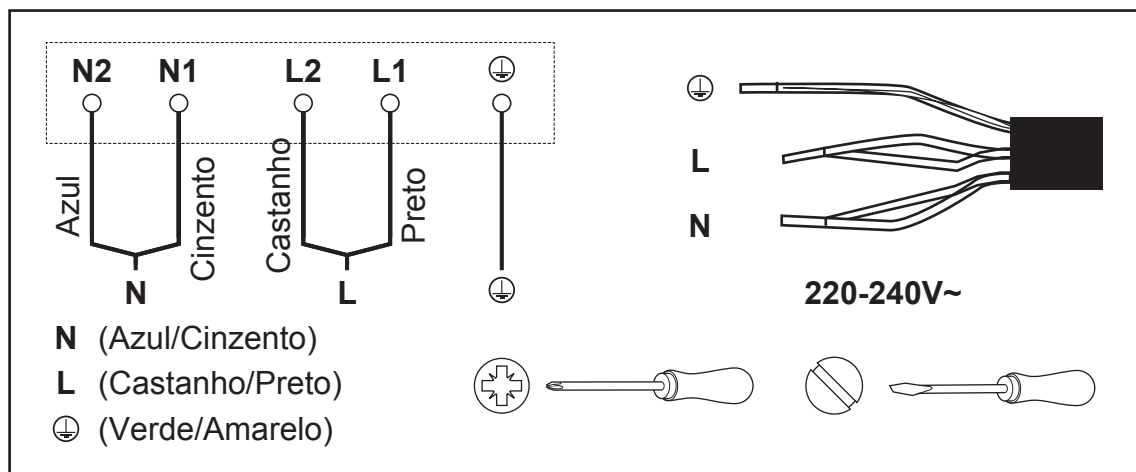 N2 N1 L2 L1 ⏚
Azul
Cinzento
Castanho
Preto
N L ⏚
⏚
L
N
220-240V~
N (Azul/Cinzento)
L (Castanho/Preto)
⏚ (Verde/Amarelo)